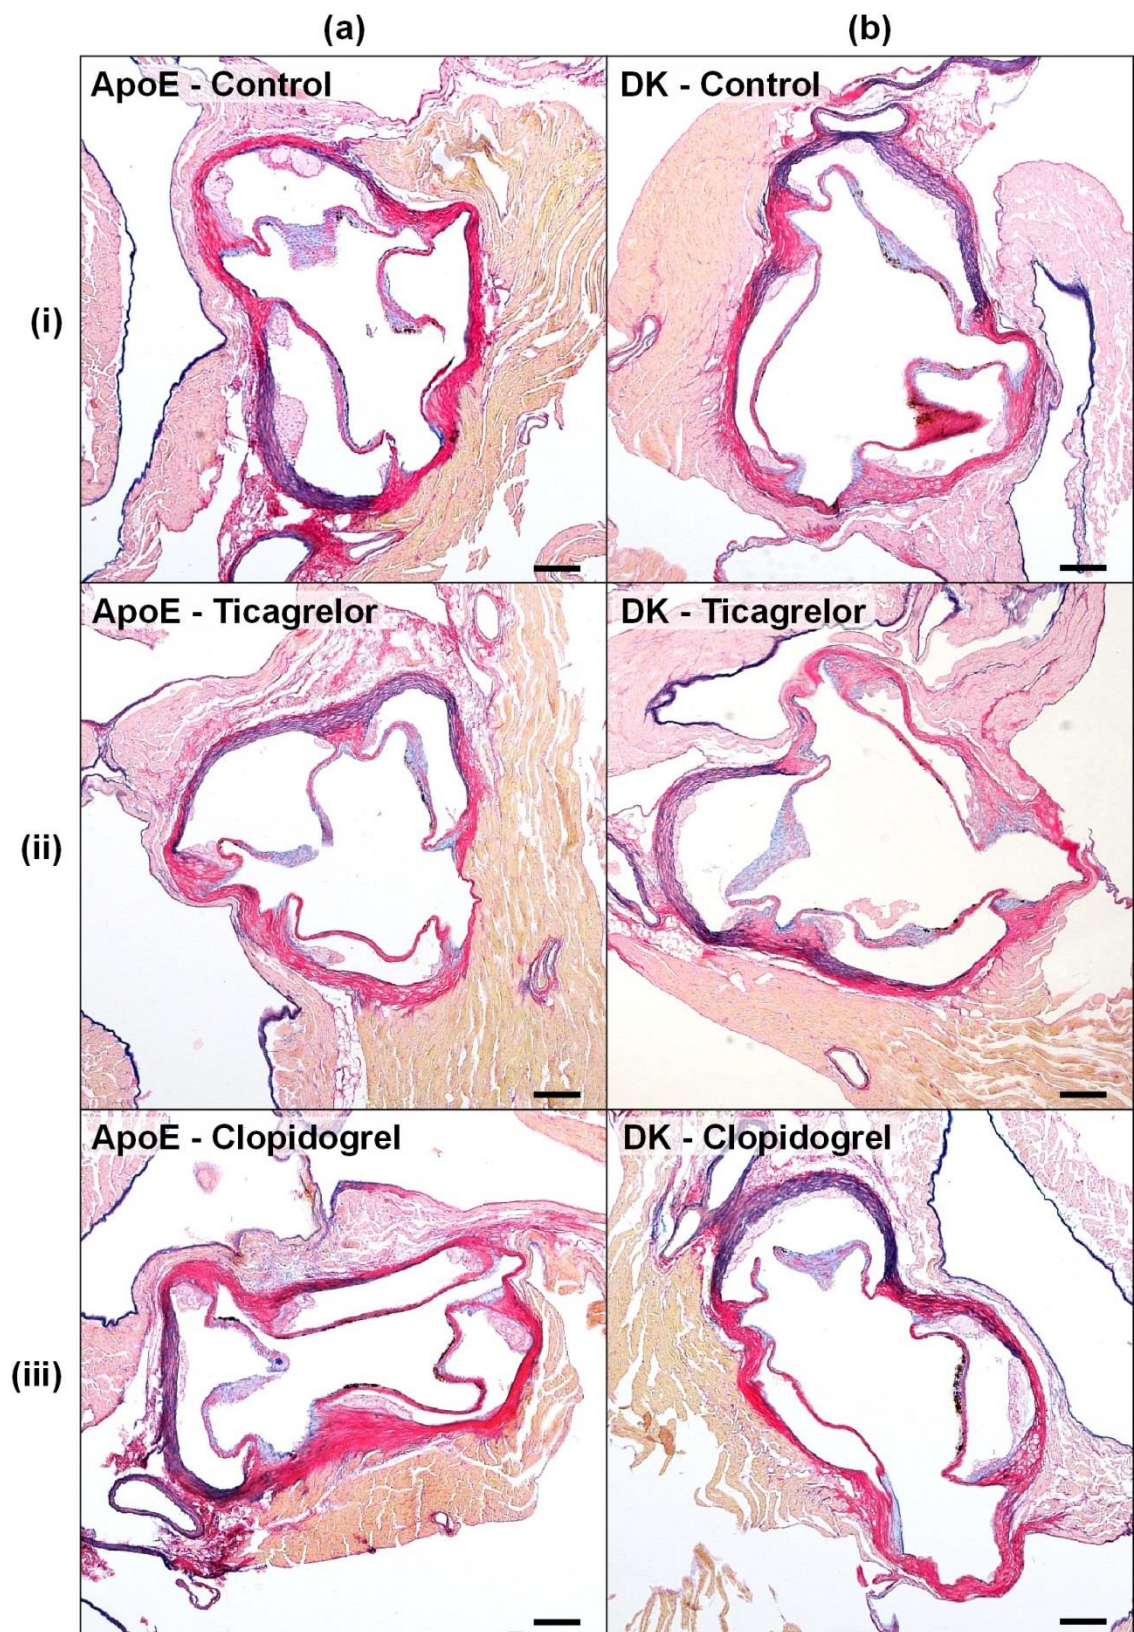 (a)
(b)
(i)
ApoE - Control
DK - Control
(ii)
ApoE - Ticagrelor
DK - Ticagrelor
(iii)
ApoE - Clopidogrel
DK - Clopidogrel